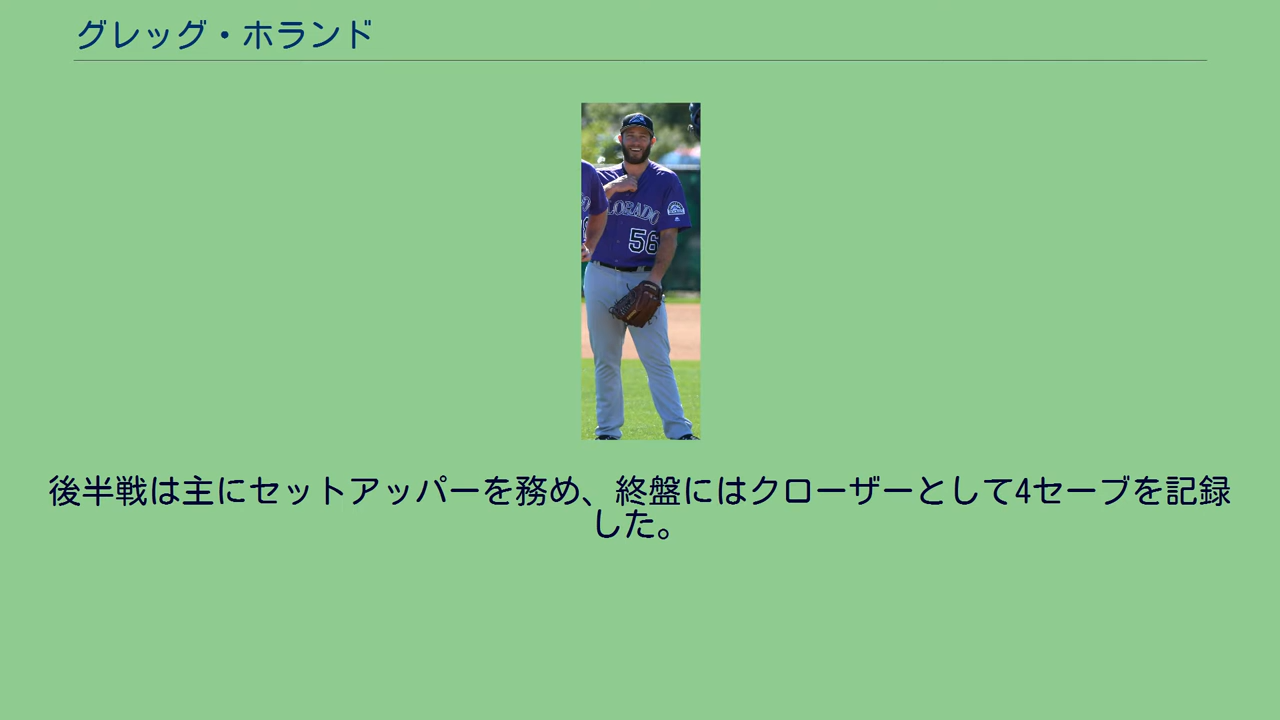 グレッグ・ホランド
LORADO
56
後半戦は主にセットアッパーを務め、終盤にはクローザーとして4セーブを記録
した。